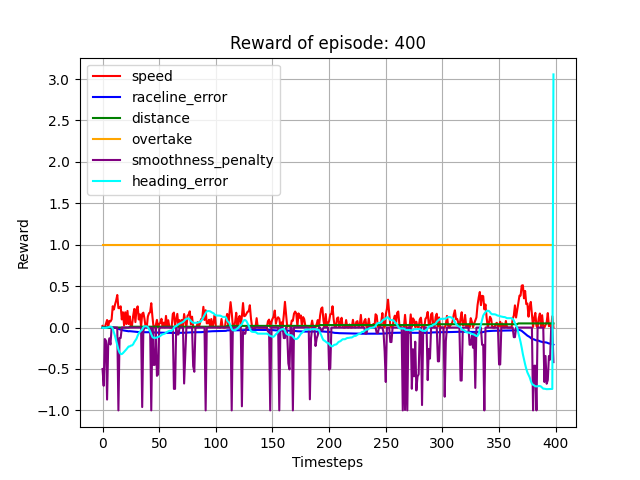 Reward of episode: 400
speed
raceline_error
distance
overtake
smoothness_penalty
heading_error
3.0
2.5
2.0
1.5
1.0
0.5
0.0
−0.5
−1.0
Reward
0 50 100 150 200 250 300 350 400
Timesteps